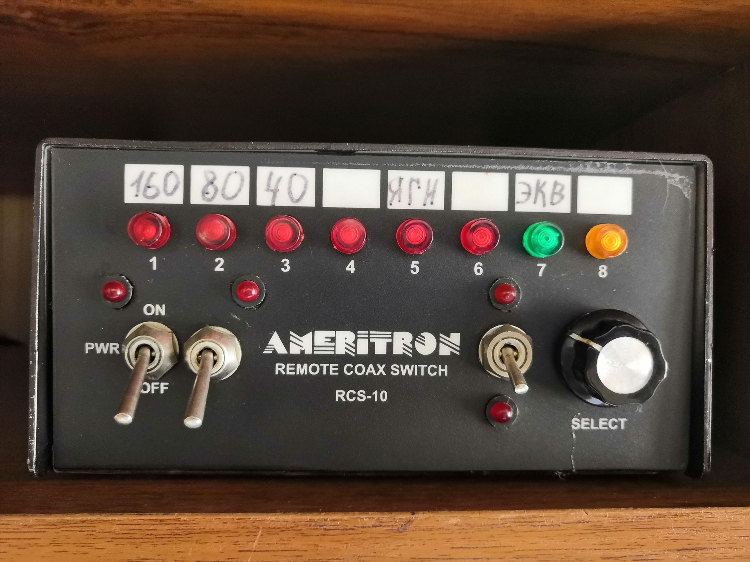 160 80 40 ЯГИ ЭКВ
1 2 3 4 5 6 7 8
ON
PWR
OFF
AMERITRON
REMOTE COAX SWITCH
RCS-10
SELECT